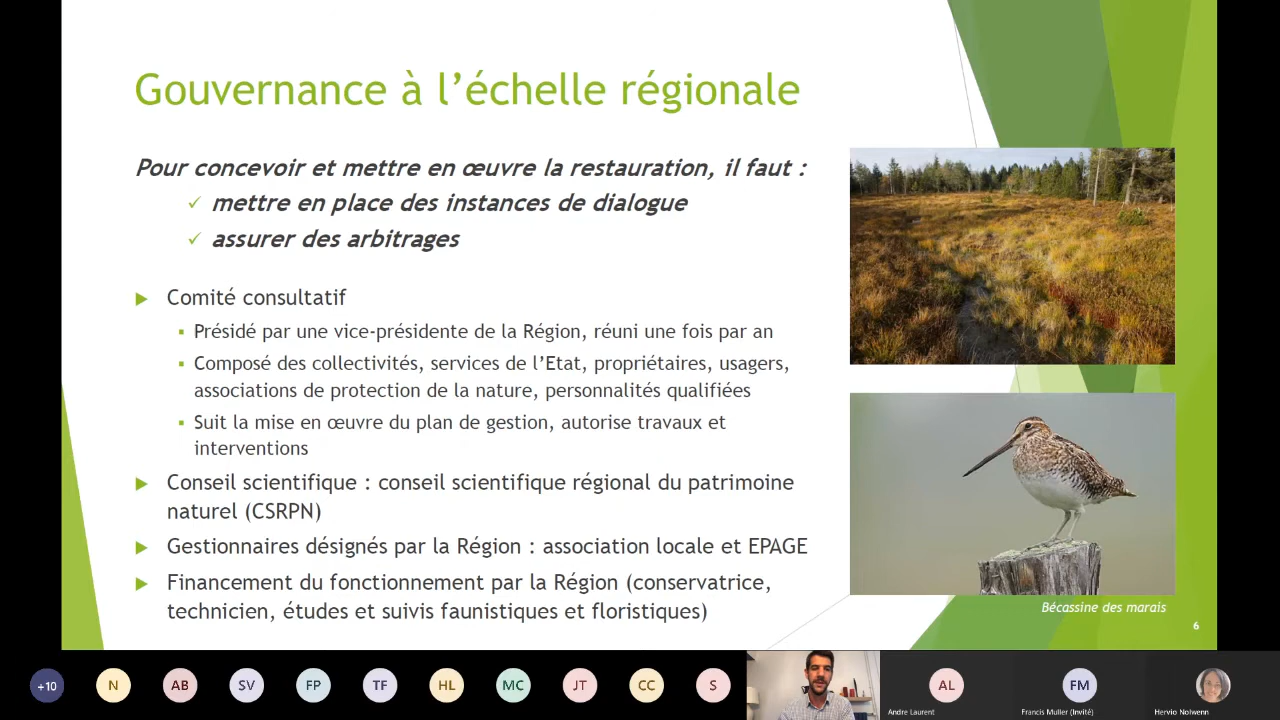 Gouvernance à l’échelle régionale
Pour concevoir et mettre en œuvre la restauration, il faut :
✓ mettre en place des instances de dialogue
✓ assurer des arbitrages
Comité consultatif
Présidé par une vice-présidente de la Région, réuni une fois par an
Composé des collectivités, services de l’Etat, propriétaires, usagers,
associations de protection de la nature, personnalités qualifiées
Suit la mise en œuvre du plan de gestion, autorise travaux et
interventions
Conseil scientifique : conseil scientifique régional du patrimoine
naturel (CSRPN)
Gestionnaires désignés par la Région : association locale et EPAGE
Financement du fonctionnement par la Région (conservatrice,
technicien, études et suivis faunistiques et floristiques)
Bécassine des marais
6
+10
N
AB
SV
FP
TF
HL
MC
JT
CC
S
AL
FM
Andre Laurent
Francis Muller (Invité)
Hervio Nolwenn